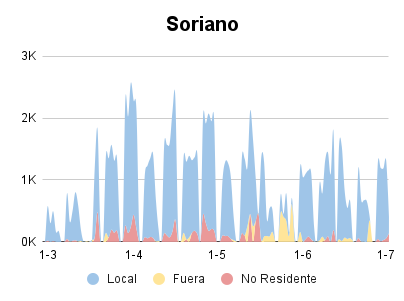 Soriano
3K
2K
1K
0K
1-3 1-4 1-5 1-6 1-7
Local Fuera No Residente